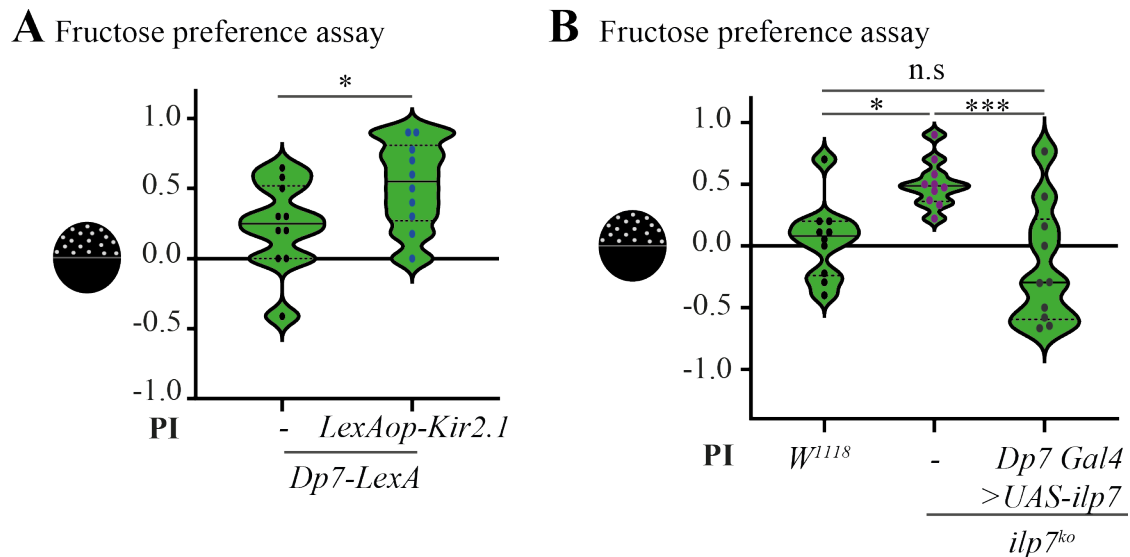 A Fructose preference assay
*
1.0
0.5
0.0
-0.5
-1.0
PI
- LexAop-Kir2.1
Dp7-LexA
B Fructose preference assay
n.s
* ***
1.0
0.5
0.0
-0.5
-1.0
PI
W1118 - Dp7 Gal4
>UAS-ilp7
ilp7ko